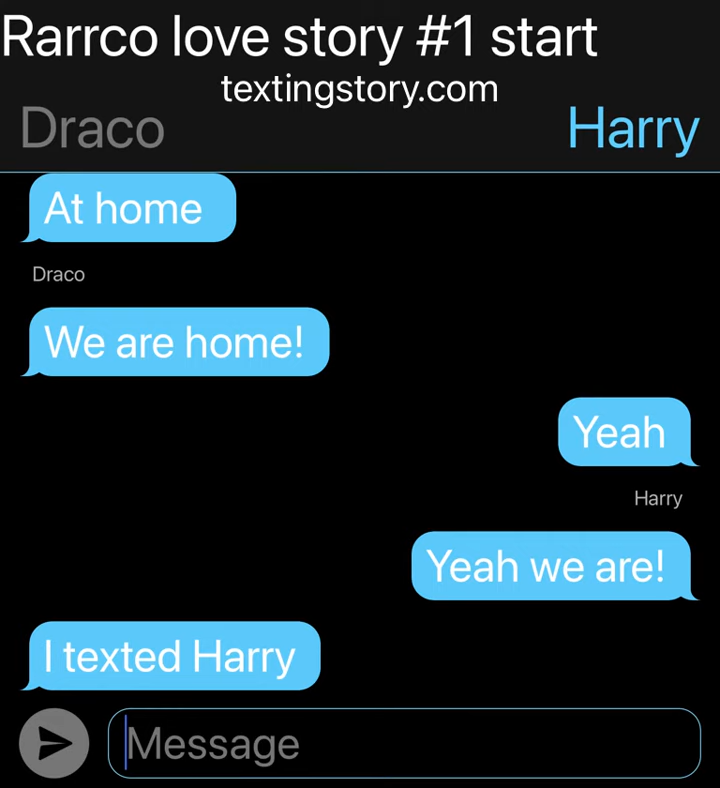 Rarrco love story #1 start
textingstory.com
Draco
Harry
At home
Draco
We are home!
Yeah
Harry
Yeah we are!
I texted Harry
Message